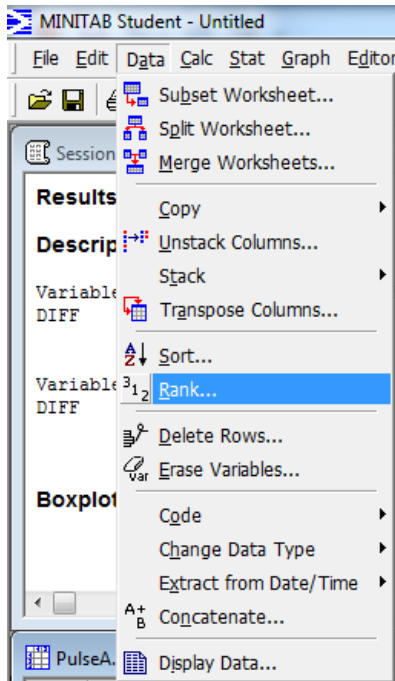 MINITAB Student - Untitled
File Edit Data Calc Stat Graph Editor
Subset Worksheet...
Split Worksheet...
Session
Merge Worksheets...
Results
Copy
Descrip
Unstack Columns...
Stack
Variable
DIFF
Transpose Columns...
Sort...
Variable
Rank...
DIFF
Delete Rows...
Erase Variables...
Boxplot
Code
Change Data Type
Extract from Date/Time
Concatenate...
PulseA.
Display Data...